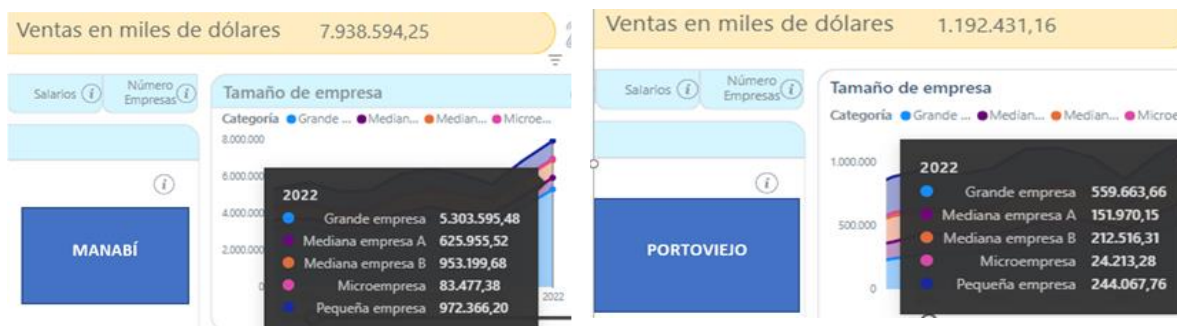 Ventas en miles de dólares 7.938.594,25
Salarios
Número
Empresas
Tamaño de empresa
Categoría Grande ... Median... Median... Microe...
8.000.000
6.000.000
4.000.000
2.000.000
0
2022
Grande empresa 5.303.595,48
Mediana empresa A 625.955,52
Mediana empresa B 953.199,68
Microempresa 83.477,38
Pequeña empresa 972.366,20
2022
MANABÍ
Ventas en miles de dólares 1.192.431,16
Salarios
Número
Empresas
Tamaño de empresa
Categoría Grande ... Median... Median... Microe
1.000.000
500.000
0
2022
Grande empresa 559.663,66
Mediana empresa A 151.970,15
Mediana empresa B 212.516,31
Microempresa 24.213,28
Pequeña empresa 244.067,76
PORTOVIEJO